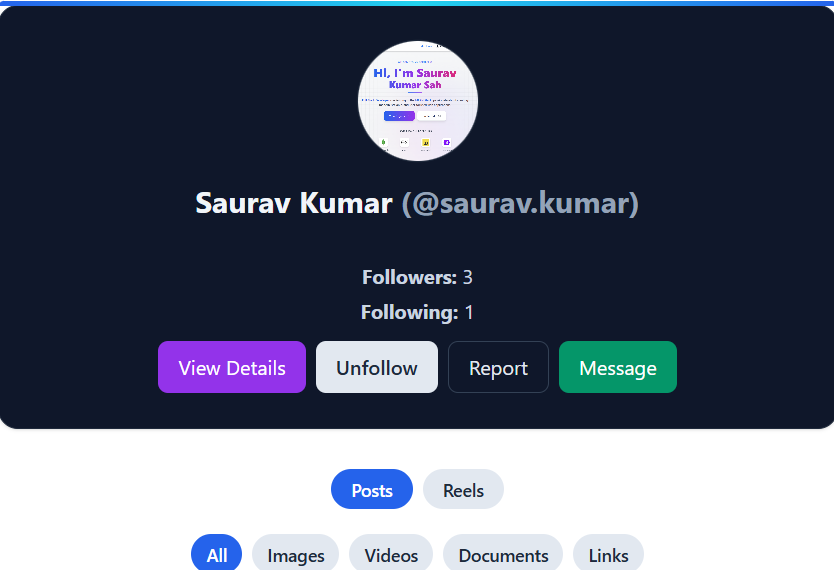 Hi, I'm Saurav
Kumar Sah
Saurav Kumar (@saurav.kumar)
Followers: 3
Following: 1
View Details Unfollow Report Message
Posts Reels
All Images Videos Documents Links